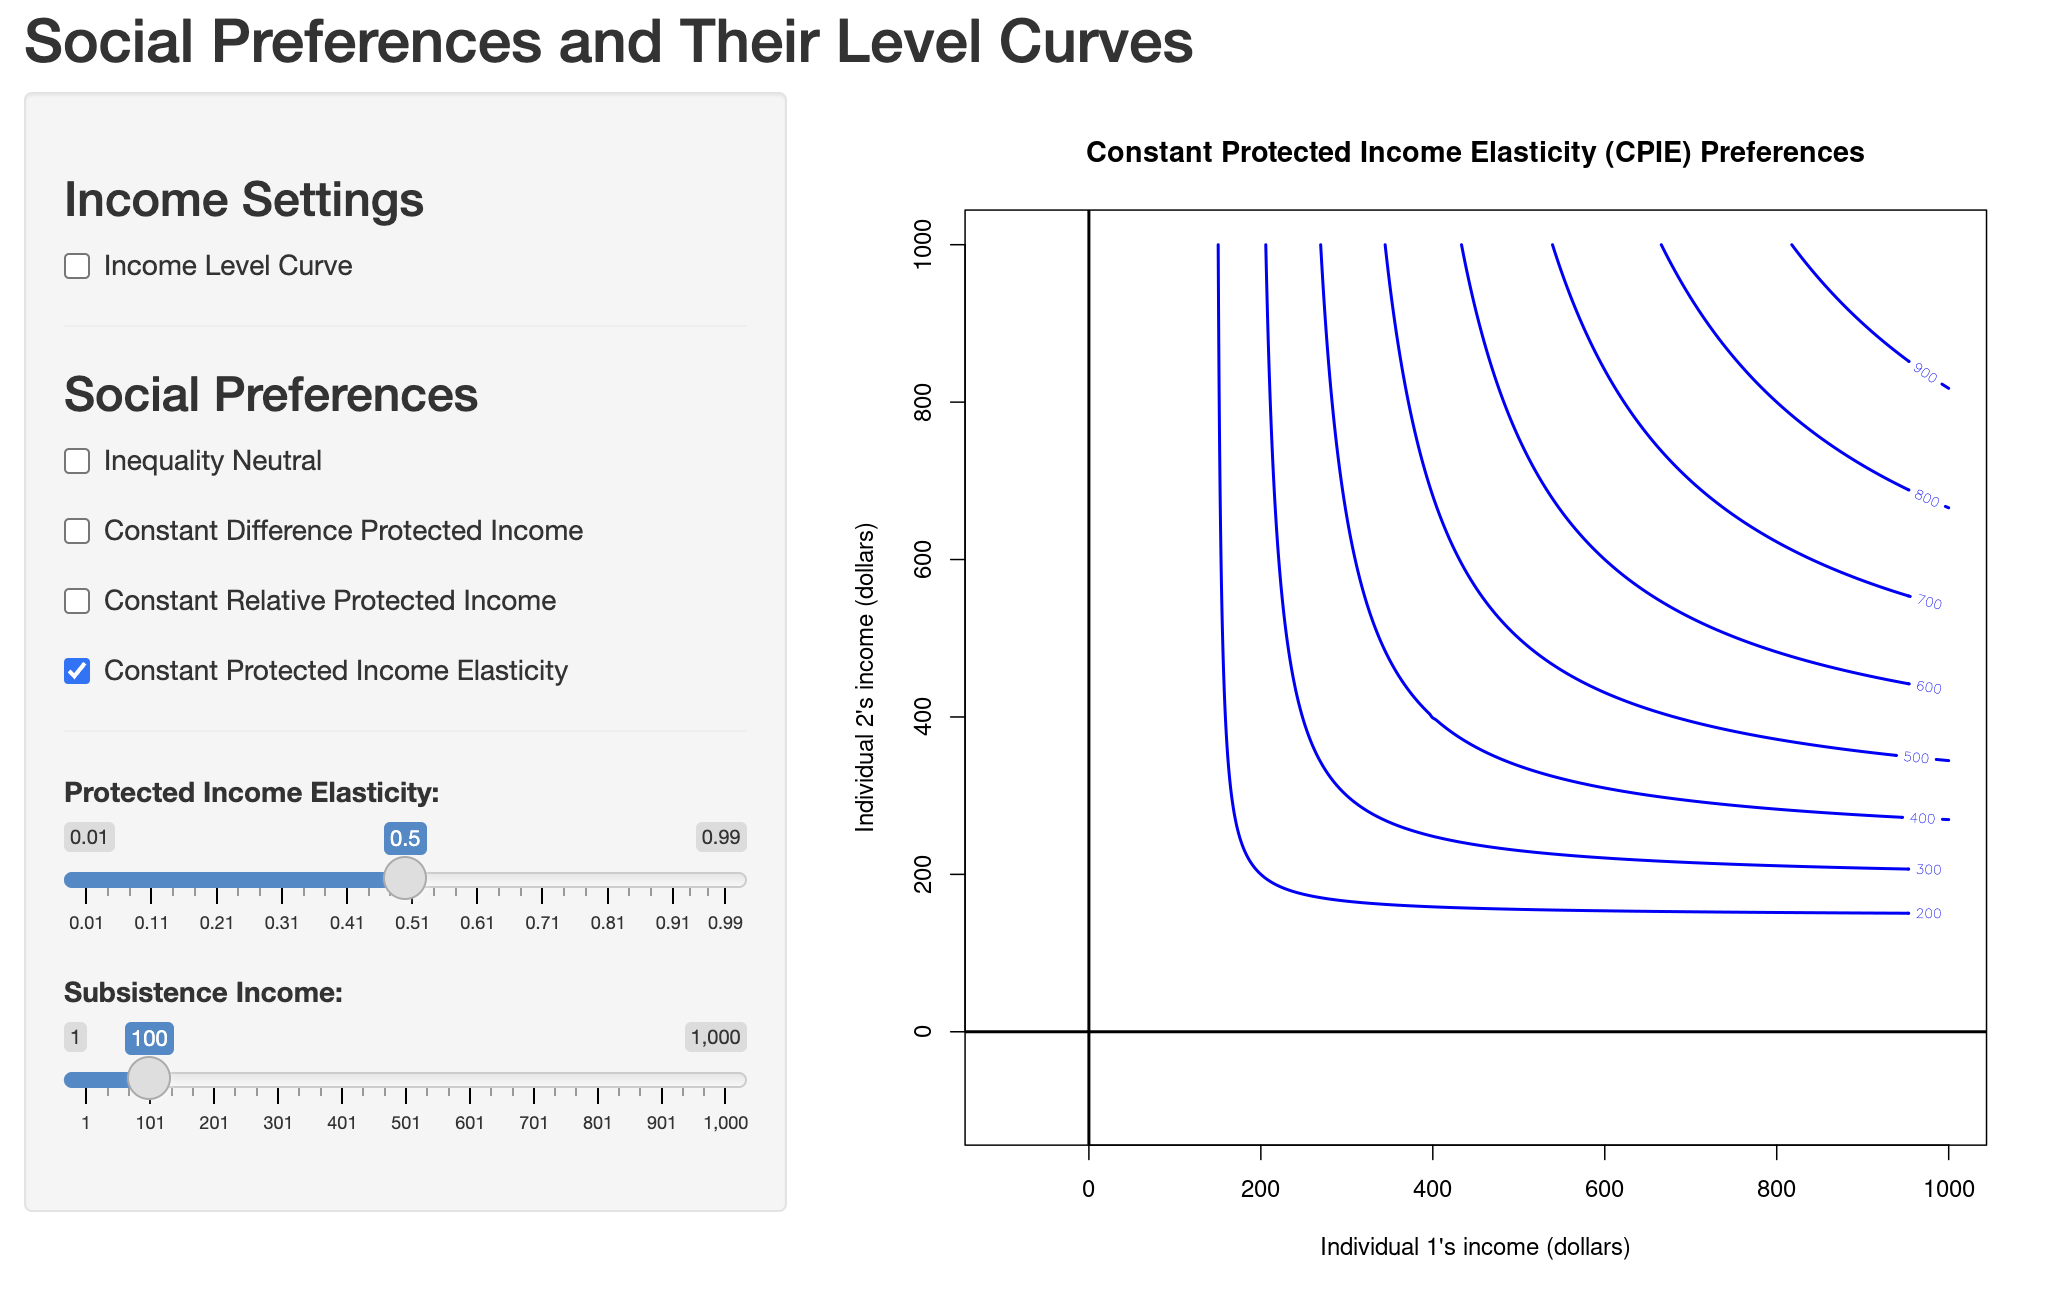 Social Preferences and Their Level Curves
Income Settings
Income Level Curve
Social Preferences
Inequality Neutral
Constant Difference Protected Income
Constant Relative Protected Income
Constant Protected Income Elasticity
Protected Income Elasticity:
0.01 0.5 0.99
0.01 0.11 0.21 0.31 0.41 0.51 0.61 0.71 0.81 0.91 0.99
Subsistence Income:
1 100 1,000
1 101 201 301 401 501 601 701 801 901 1,000
Constant Protected Income Elasticity (CPIE) Preferences
Individual 2's income (dollars)
1000
800
600
400
200
0
900
800
700
600
500
400
300
200
0 200 400 600 800 1000
Individual 1's income (dollars)